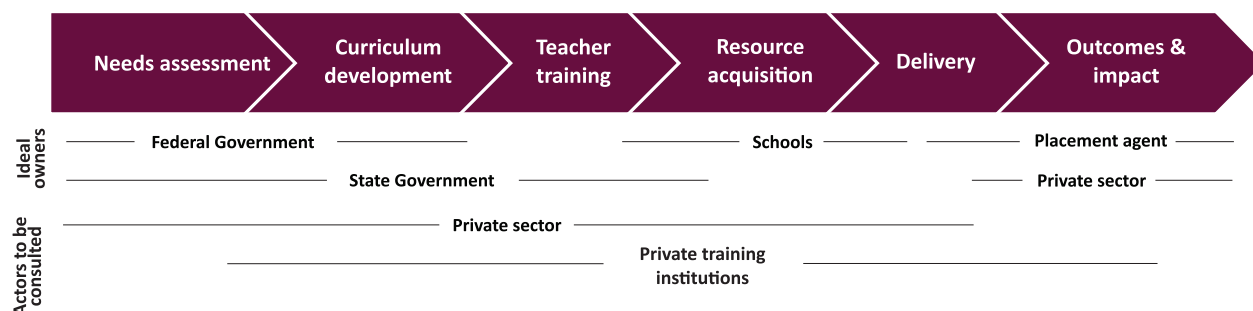 Needs assessment
Curriculum
development
Teacher
training
Resource
acquisition
Delivery
Outcomes &
impact
Ideal
owners
Federal Government
Schools
Placement agent
State Government
Private sector
Actors to be
consulted
Private sector
Private training
institutions